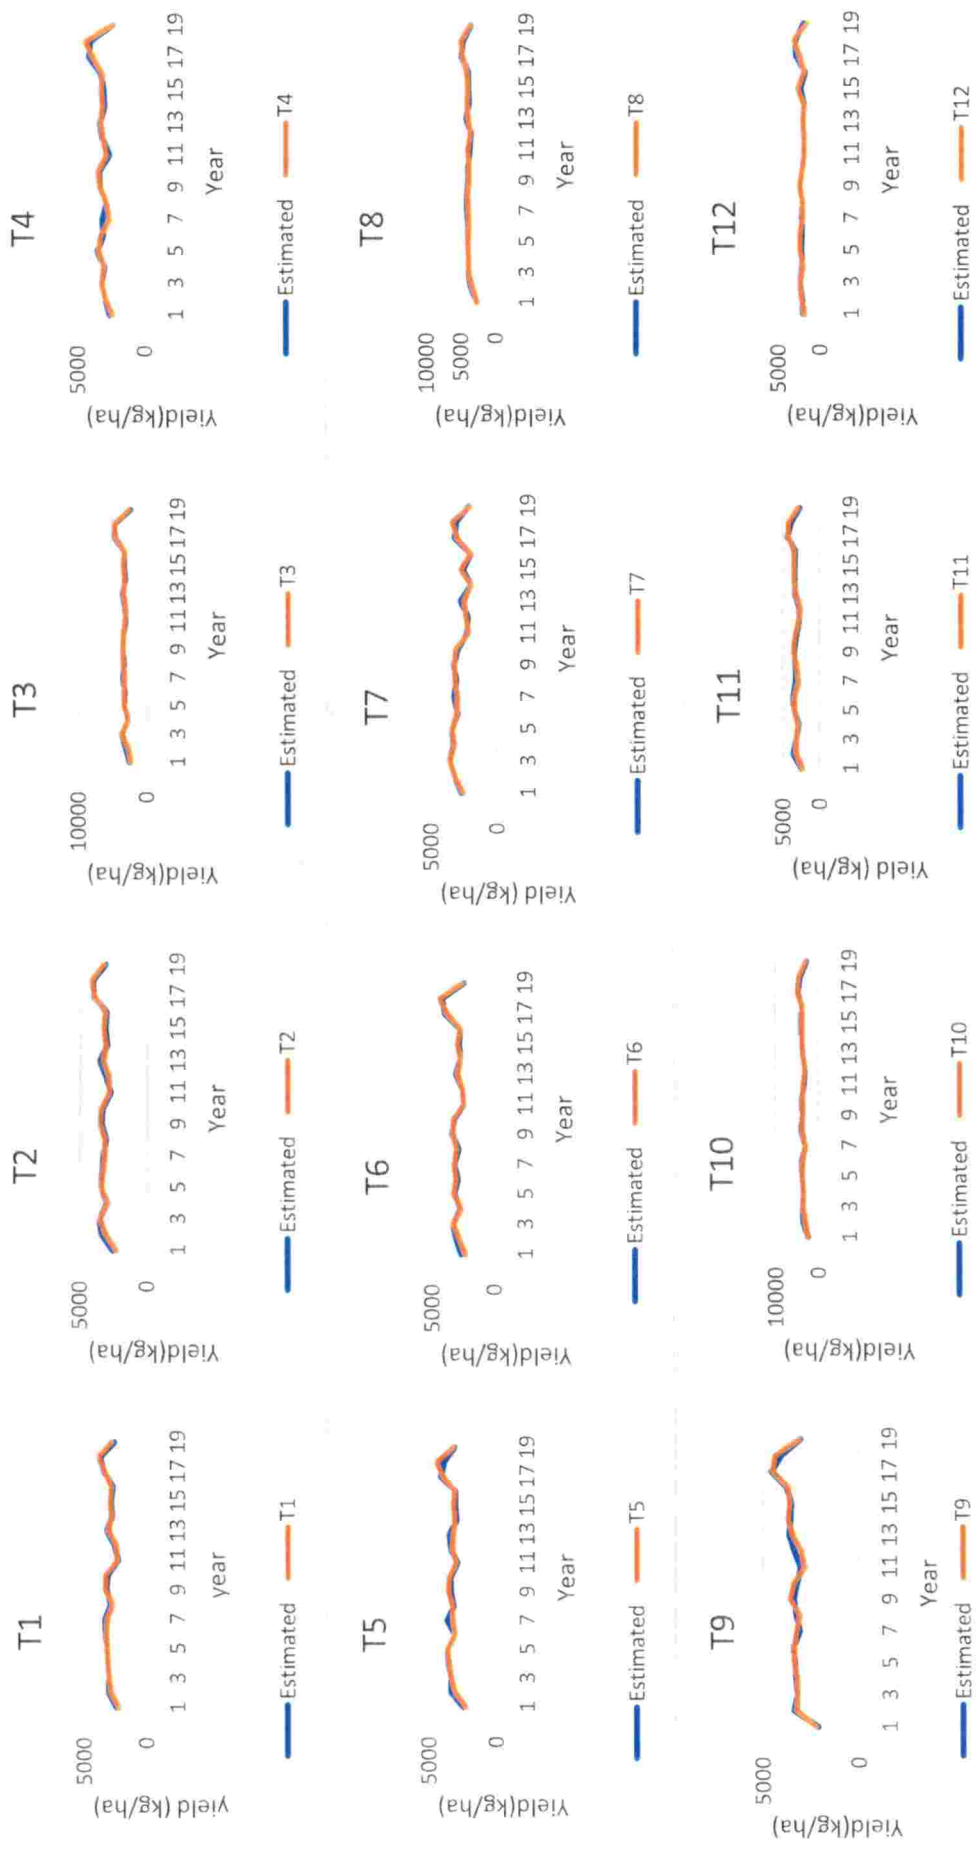 T1
yield (kg/ha)
5000
0
1 3 5 7 9 11 13 15 17 19
year
Estimated T1
T2
Yield(kg/ha)
5000
0
1 3 5 7 9 11 13 15 17 19
Year
Estimated T2
T3
Yield(kg/ha)
10000
0
1 3 5 7 9 11 13 15 17 19
Year
Estimated T3
T4
Yield(kg/ha)
5000
0
1 3 5 7 9 11 13 15 17 19
Year
Estimated T4
T5
Yield(kg/ha)
5000
0
1 3 5 7 9 11 13 15 17 19
Year
Estimated T5
T6
Yield(kg/ha)
5000
0
1 3 5 7 9 11 13 15 17 19
Year
Estimated T6
T7
Yield (kg/ha)
5000
0
1 3 5 7 9 11 13 15 17 19
Year
Estimated T7
T8
Yield(kg/ha)
10000
5000
0
1 3 5 7 9 11 13 15 17 19
Year
Estimated T8
T9
Yield(kg/ha)
5000
0
1 3 5 7 9 11 13 15 17 19
Year
Estimated T9
T10
Yield(kg/ha)
10000
0
1 3 5 7 9 11 13 15 17 19
Year
Estimated T10
T11
Yield (kg/ha)
5000
0
1 3 5 7 9 11 13 15 17 19
Year
Estimated T11
T12
Yield(kg/ha)
5000
0
1 3 5 7 9 11 13 15 17 19
Year
Estimated T12